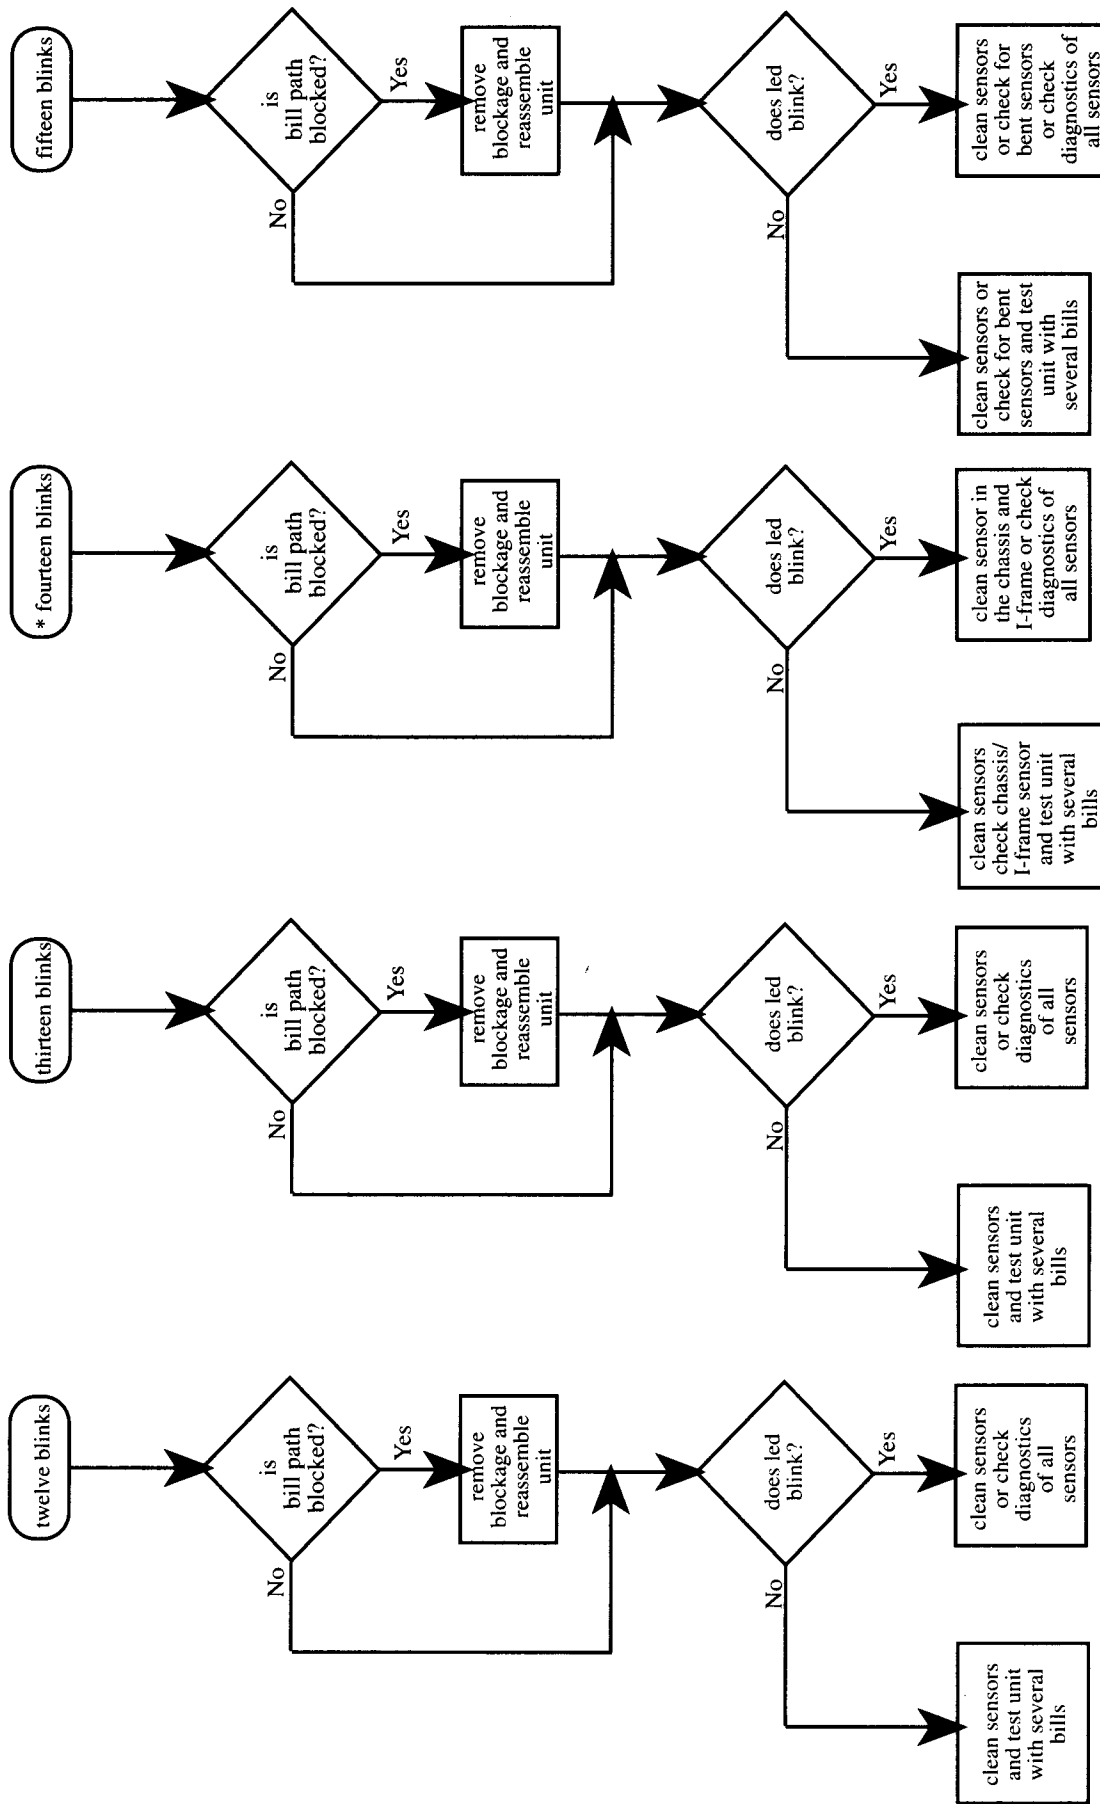 twelve blinks
is
bill path
blocked?
No
Yes
remove
blockage and
reassemble
unit
does led
blink?
No
Yes
clean sensors
and test unit
with several
bills
clean sensors
or check
diagnostics
of all
sensors
thirteen blinks
is
bill path
blocked?
No
Yes
remove
blockage and
reassemble
unit
does led
blink?
No
Yes
clean sensors
and test unit
with several
bills
clean sensors
or check
diagnostics
of all
sensors
* fourteen blinks
is
bill path
blocked?
No
Yes
remove
blockage and
reassemble
unit
does led
blink?
No
Yes
clean sensors
check chassis/
I-frame sensor
and test unit
with several
bills
clean sensor in
the chassis and
I-frame or check
diagnostics of
all sensors
fifteen blinks
is
bill path
blocked?
No
Yes
remove
blockage and
reassemble
unit
does led
blink?
No
Yes
clean sensors or
check for bent
sensors and test
unit with
several bills
clean sensors
or check for
bent sensors
or check
diagnostics of
all sensors